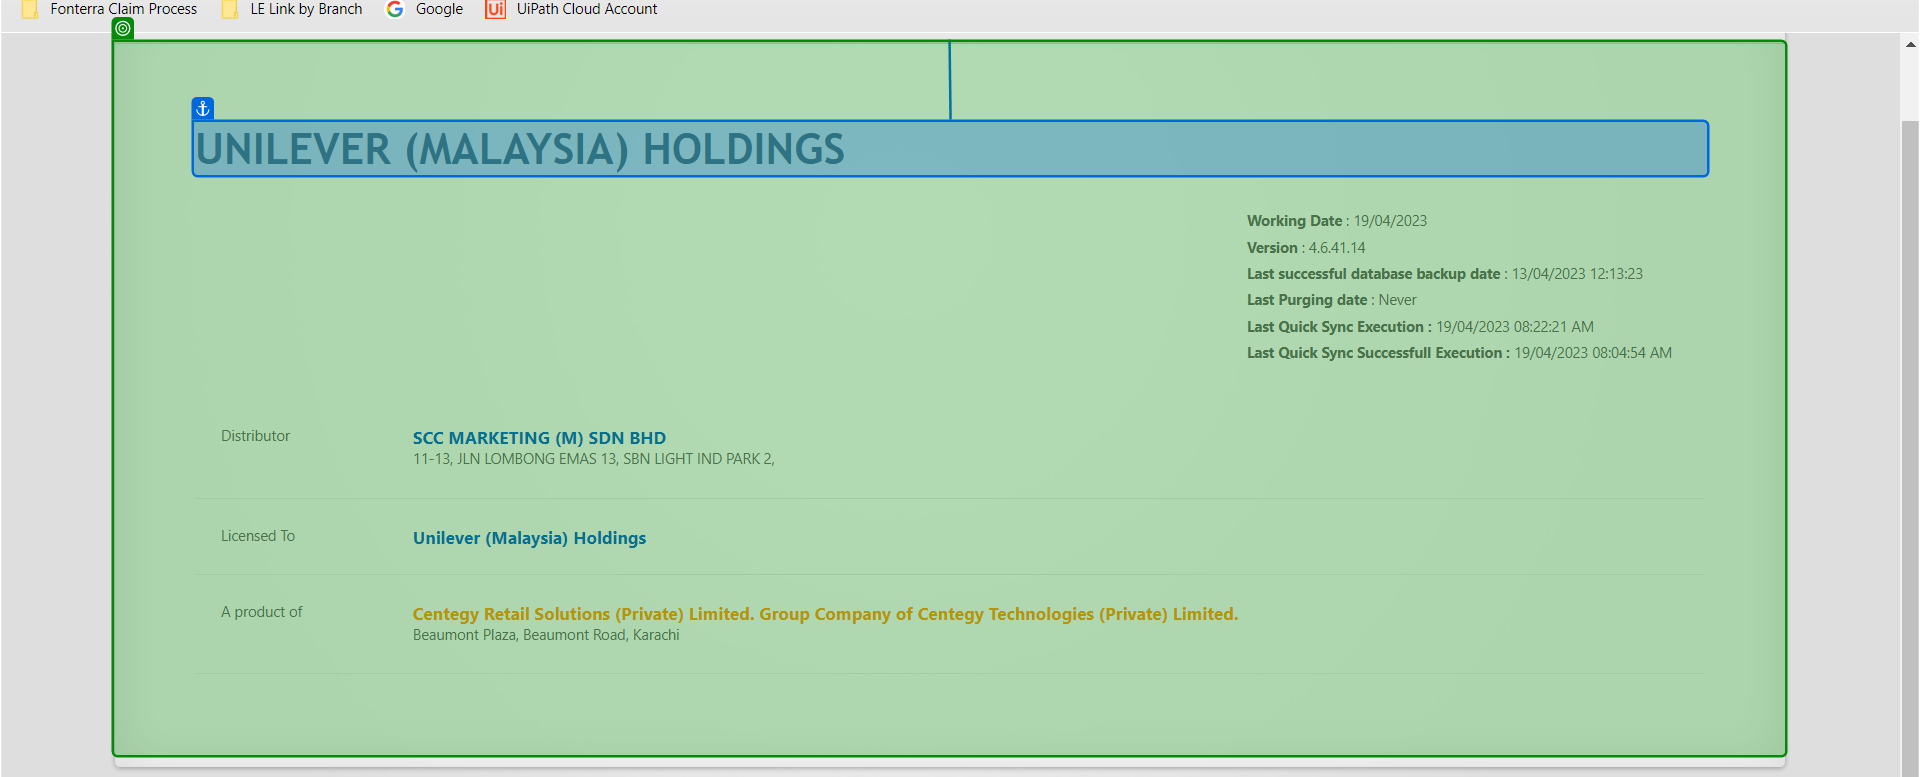 Fonterra Claim Process LE Link by Branch Google Ui UiPath Cloud Account
UNILEVER (MALAYSIA) HOLDINGS
Working Date : 19/04/2023
Version : 4.6.41.14
Last successful database backup date : 13/04/2023 12:13:23
Last Purging date : Never
Last Quick Sync Execution : 19/04/2023 08:22:21 AM
Last Quick Sync Successfull Execution : 19/04/2023 08:04:54 AM
Distributor SCC MARKETING (M) SDN BHD
11-13, JLN LOMBONG EMAS 13, SBN LIGHT IND PARK 2,
Licensed To Unilever (Malaysia) Holdings
A product of Centegy Retail Solutions (Private) Limited. Group Company of Centegy Technologies (Private) Limited.
Beaumont Plaza, Beaumont Road, Karachi